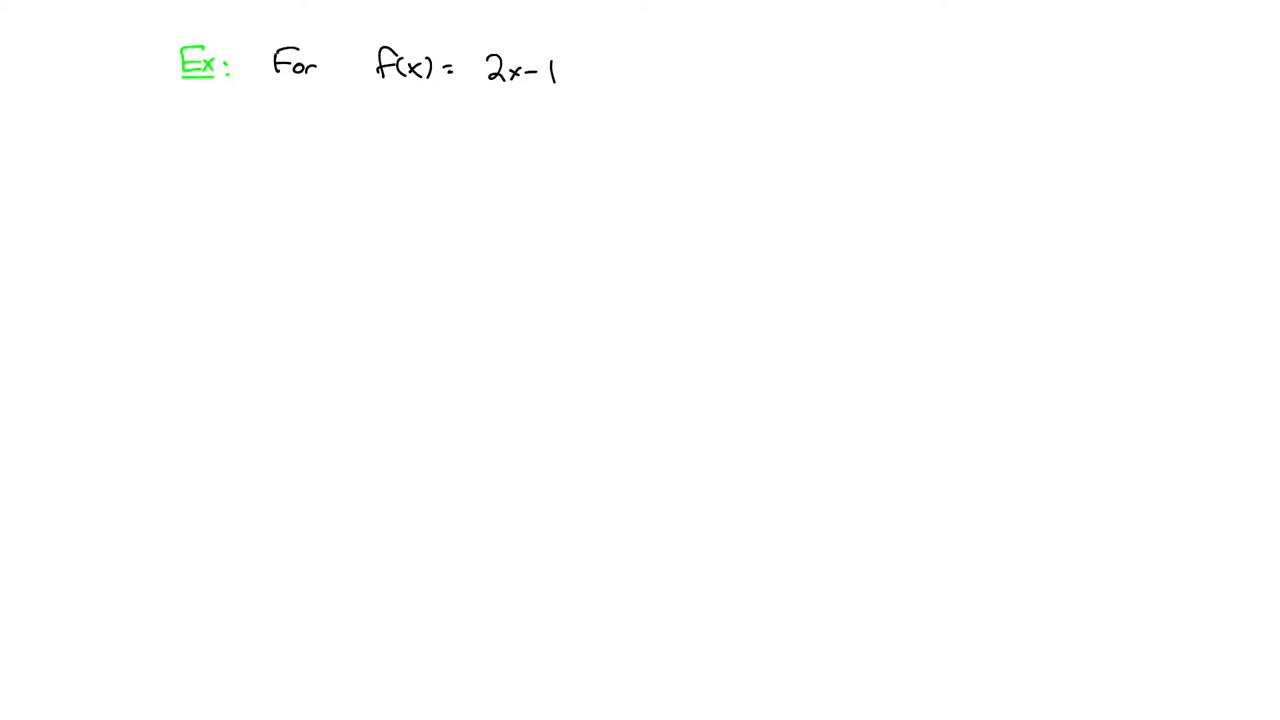 Ex: For f(x) = 2x-1